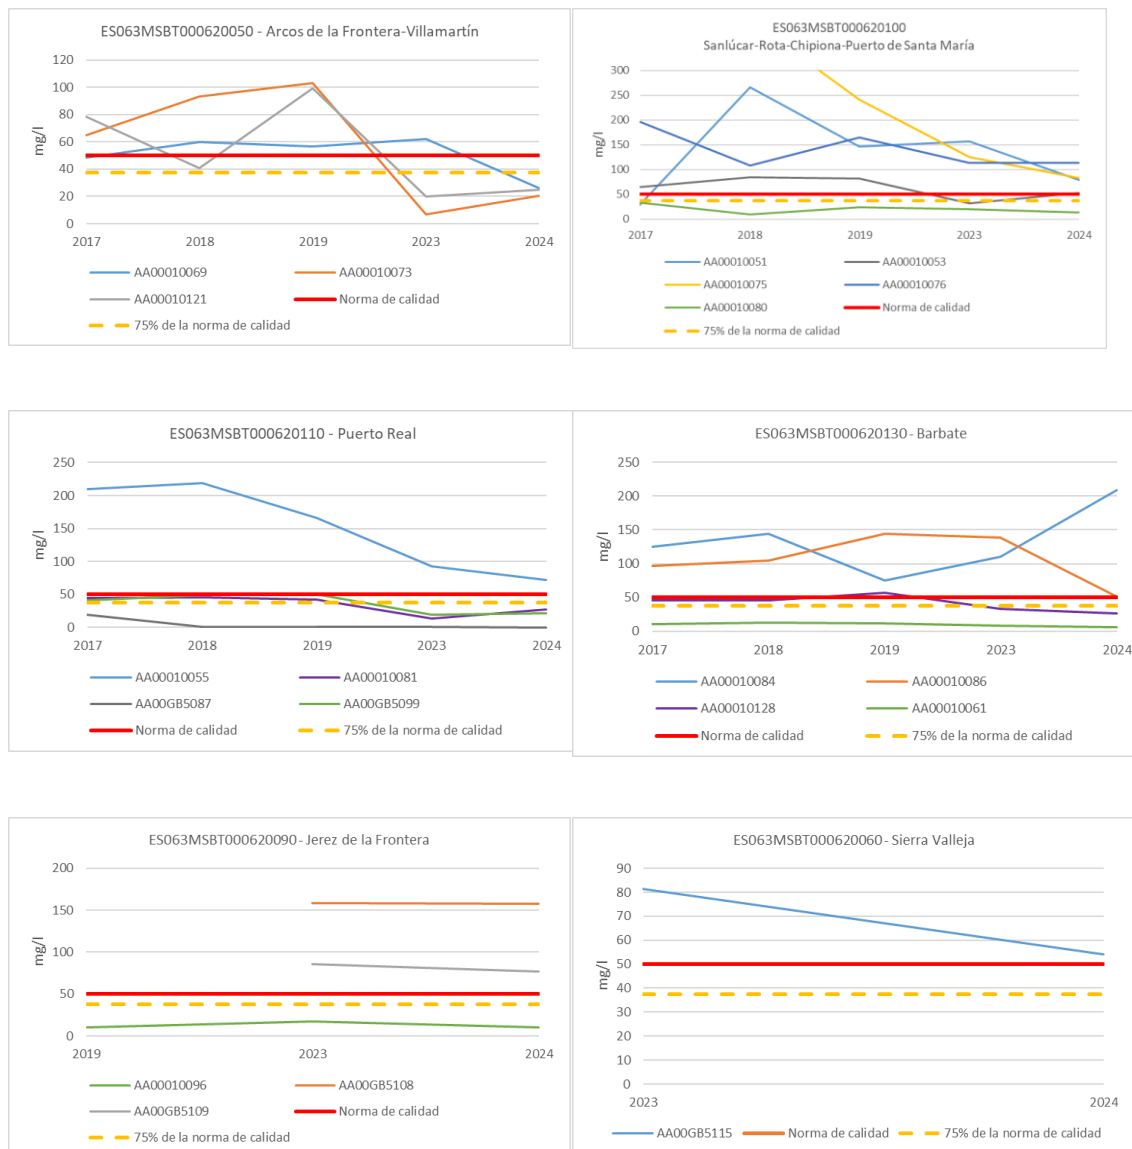 ES063MSBT000620050 - Arcos de la Frontera-Villamartín
120
100
80
60
40
20
0
mg/l
2017 2018 2019 2023 2024
AA00010069 AA00010073
AA00010121 Norma de calidad
75% de la norma de calidad
ES063MSBT000620100
Sanlúcar-Rota-Chipiona-Puerto de Santa María
300
250
200
150
100
50
0
mg/l
2017 2018 2019 2023 2024
AA00010051 AA00010053
AA00010075 AA00010076
AA00010080 Norma de calidad
75% de la norma de calidad
ES063MSBT000620110 - Puerto Real
250
200
150
100
50
0
mg/l
2017 2018 2019 2023 2024
AA00010055 AA00010081
AA00GB5087 AA00GB5099
Norma de calidad 75% de la norma de calidad
ES063MSBT000620130 - Barbate
250
200
150
100
50
0
mg/l
2017 2018 2019 2023 2024
AA00010084 AA00010086
AA00010128 AA00010061
Norma de calidad 75% de la norma de calidad
ES063MSBT000620090 - Jerez de la Frontera
200
150
100
50
0
mg/l
2019 2023 2024
AA00010096 AA00GB5108
AA00GB5109 Norma de calidad
75% de la norma de calidad
ES063MSBT000620060 - Sierra Valleja
90
80
70
60
50
40
30
20
10
0
mg/l
2023 2024
AA00GB5115 Norma de calidad 75% de la norma de calidad